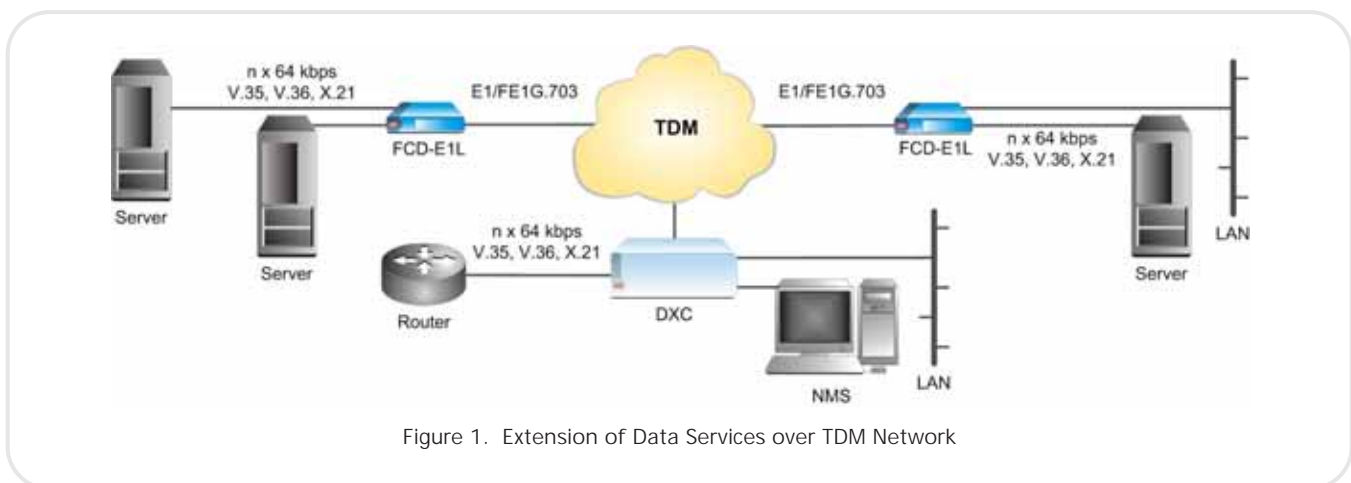 n x 64 kbps
V.35, V.36, X.21
E1/FE1G.703
E1/FE1G.703
TDM
FCD-E1L
FCD-E1L
n x 64 kbps
V.35, V.36, X.21
Server
Server
n x 64 kbps
V.35, V.36, X.21
Server
LAN
Router
DXC
NMS
LAN
Figure 1. Extension of Data Services over TDM Network